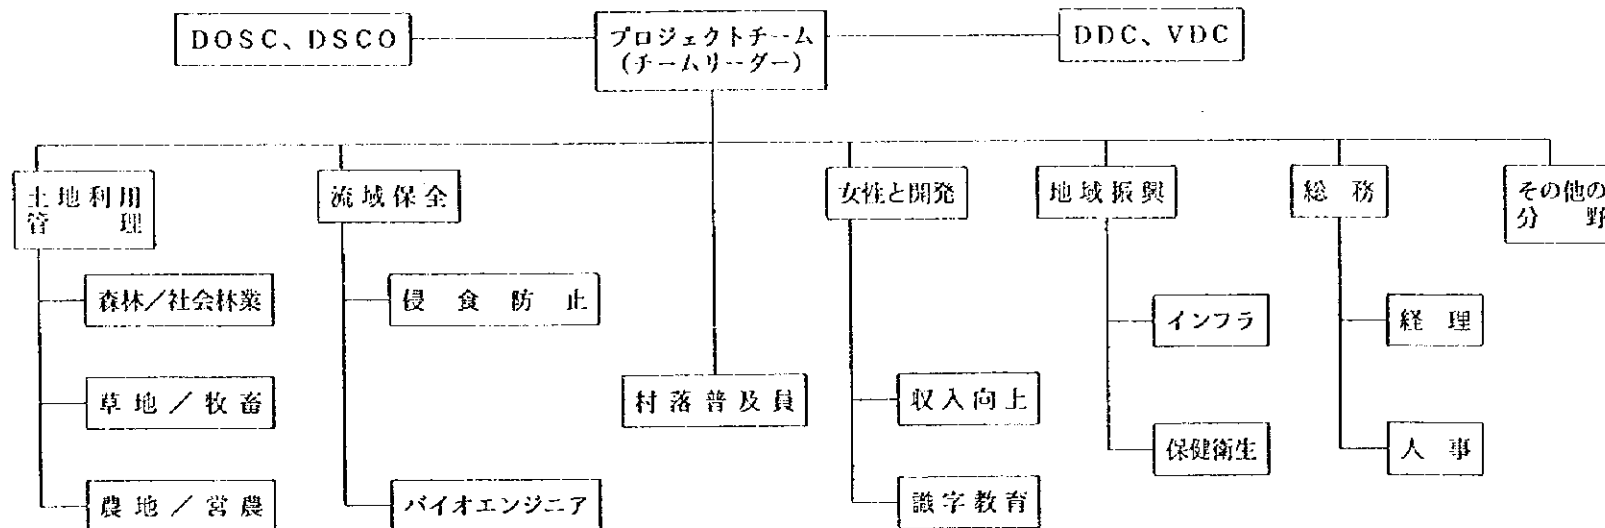 DOSC、DSCO
プロジェクトチーム
(チームリーダー)
DDC、VDC
土地利用
管理
流域保全
女性と開発
地域振興
総務
その他の
分野
森林/社会林業
侵食防止
インフラ
経理
草地/牧畜
村落普及員
収入向上
保健衛生
人事
農地/営農
バイオエンジニア
識字教育